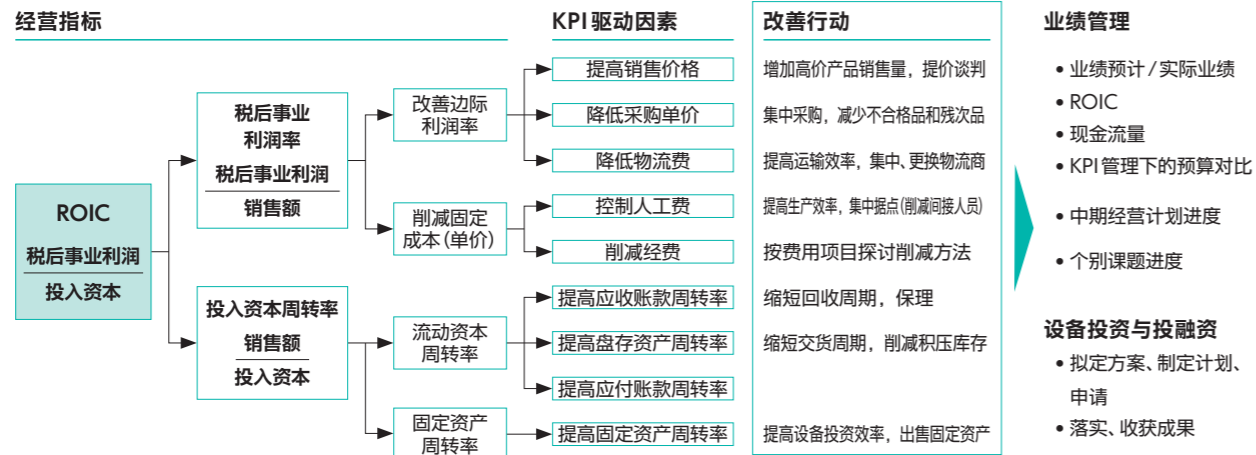 经营指标
KPI驱动因素
改善行动
业绩管理
ROIC
税后事业利润
投入资本
税后事业
利润率
税后事业利润
销售额
投入资本周转率
销售额
投入资本
改善边际
利润率
削减固定
成本（单价）
流动资本
周转率
固定资产
周转率
提高销售价格
降低采购单价
降低物流费
控制人工费
削减经费
提高应收账款周转率
提高盘存资产周转率
提高应付账款周转率
提高固定资产周转率
增加高价产品销售量，提价谈判
集中采购，减少不合格品和残次品
提高运输效率，集中、更换物流商
提高生产效率，集中据点（削减间接人员）
按费用项目探讨削减方法
缩短回收周期，保理
缩短交货周期，削减积压库存
提高设备投资效率，出售固定资产
• 业绩预计/实际业绩
• ROIC
• 现金流量
• KPI管理下的预算对比
• 中期经营计划进度
• 个别课题进度
设备投资与投融资
• 拟定方案、制定计划、
申请
• 落实、收获成果